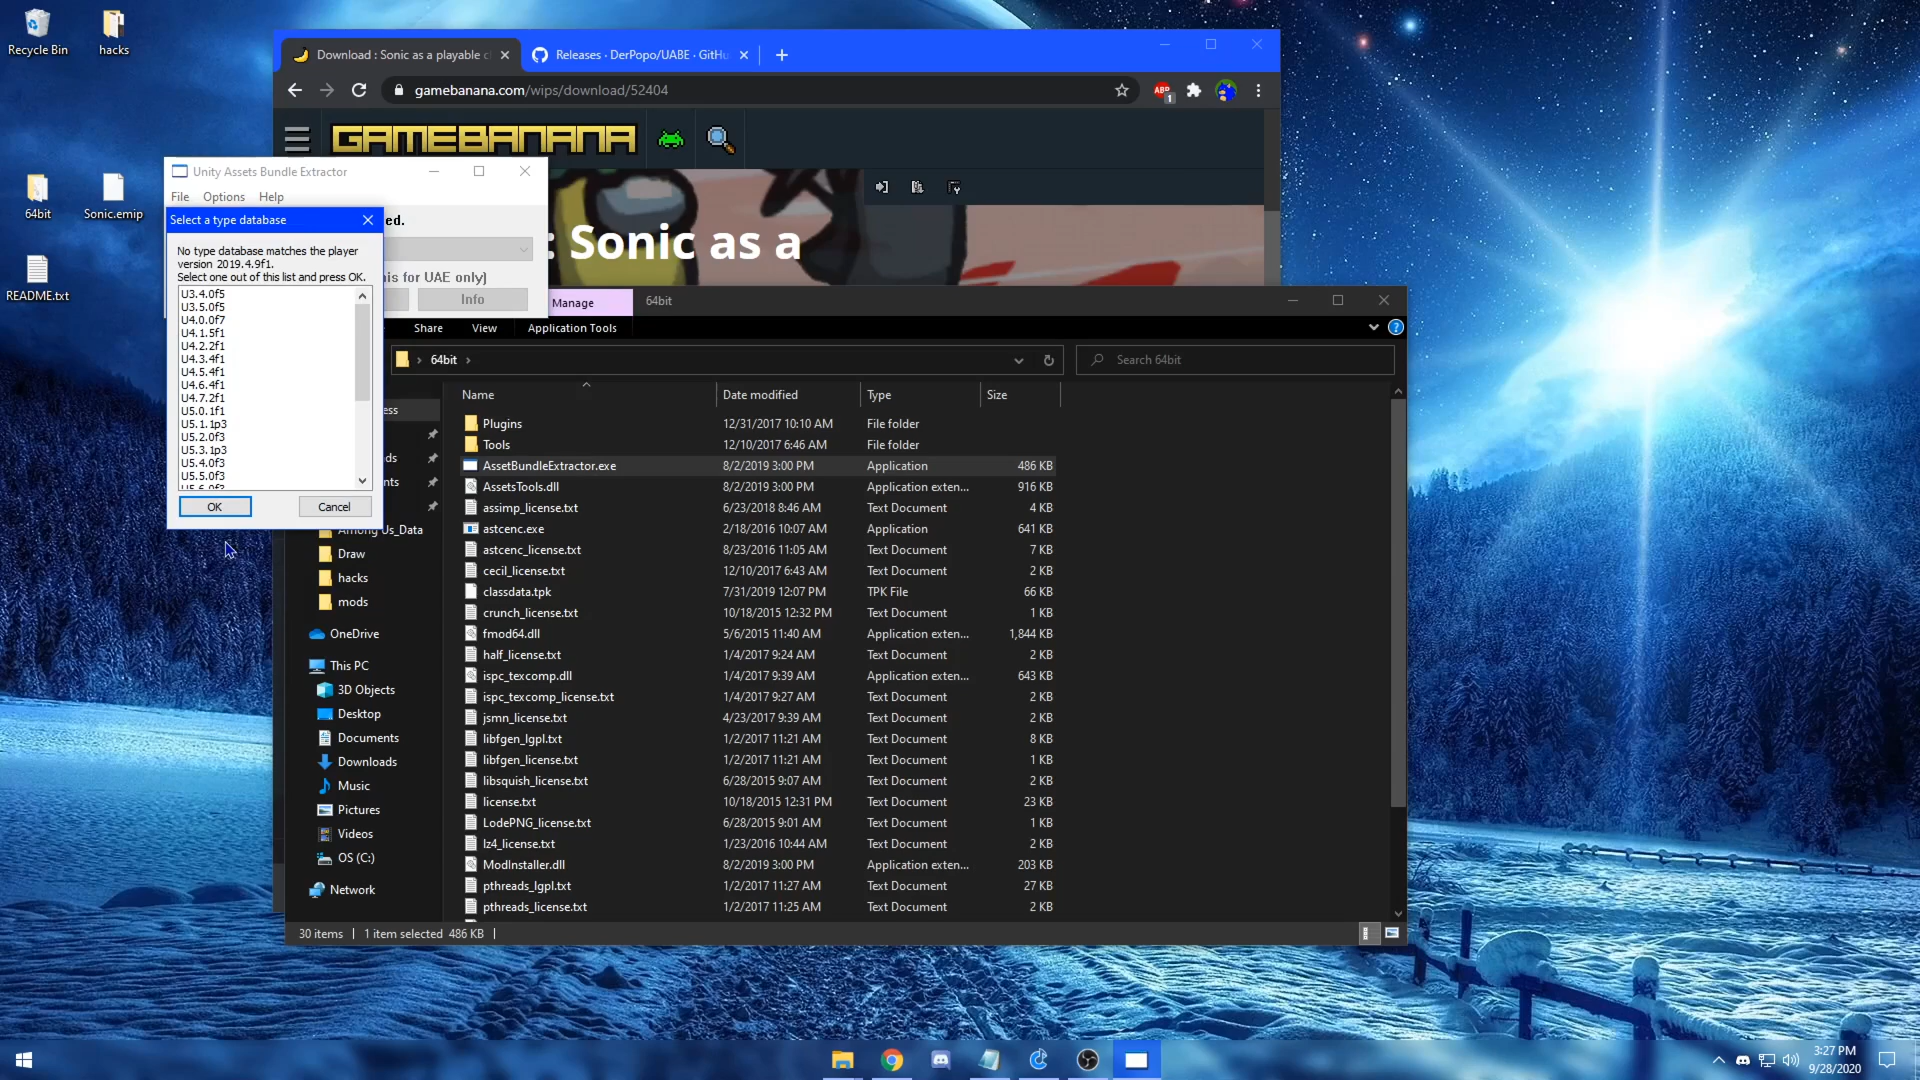 Recycle Bin
hacks
64bit
Sonic.emip
README.txt
Download : Sonic as a playable c
Releases · DerPopo/UABE · GitHu
gamebanana.com/wips/download/52404
ABP
1
GAMEBANANA
: Sonic as a
Unity Assets Bundle Extractor
File Options Help
ed.
is for UAE only)
Info
Select a type database
No type database matches the player
version 2019.4.9f1.
Select one out of this list and press OK.
U3.4.0f5
U3.5.0f5
U4.0.0f7
U4.1.5f1
U4.2.2f1
U4.3.4f1
U4.5.4f1
U4.6.4f1
U4.7.2f1
U5.0.1f1
U5.1.1p3
U5.2.0f3
U5.3.1p3
U5.4.0f3
U5.5.0f3
U5.6.0f3
OK Cancel
Manage 64bit
Share View Application Tools
64bit
Search 64bit
Name Date modified Type Size
Plugins 12/31/2017 10:10 AM File folder
Tools 12/10/2017 6:46 AM File folder
AssetBundleExtractor.exe 8/2/2019 3:00 PM Application 486 KB
AssetsTools.dll 8/2/2019 3:00 PM Application exten... 916 KB
assimp_license.txt 6/23/2018 8:46 AM Text Document 4 KB
astcenc.exe 2/18/2016 10:07 AM Application 641 KB
astcenc_license.txt 8/23/2016 11:05 AM Text Document 7 KB
cecil_license.txt 12/10/2017 6:43 AM Text Document 2 KB
classdata.tpk 7/31/2019 12:07 PM TPK File 66 KB
crunch_license.txt 10/18/2015 12:32 PM Text Document 1 KB
fmod64.dll 5/6/2015 11:40 AM Application exten... 1,844 KB
half_license.txt 1/4/2017 9:24 AM Text Document 2 KB
ispc_texcomp.dll 1/4/2017 9:39 AM Application exten... 643 KB
ispc_texcomp_license.txt 1/4/2017 9:27 AM Text Document 2 KB
jsmn_license.txt 4/23/2017 9:39 AM Text Document 2 KB
libfgen_lgpl.txt 1/2/2017 11:21 AM Text Document 8 KB
libfgen_license.txt 1/2/2017 11:21 AM Text Document 1 KB
libsquish_license.txt 6/28/2015 9:07 AM Text Document 2 KB
license.txt 10/18/2015 12:31 PM Text Document 23 KB
LodePNG_license.txt 6/28/2015 9:01 AM Text Document 1 KB
lz4_license.txt 1/23/2016 10:44 AM Text Document 2 KB
ModInstaller.dll 8/2/2019 3:00 PM Application exten... 203 KB
pthreads_lgpl.txt 1/2/2017 11:27 AM Text Document 27 KB
pthreads_license.txt 1/2/2017 11:25 AM Text Document 2 KB
ess
ds
nts
Among Us_Data
Draw
hacks
mods
OneDrive
This PC
3D Objects
Desktop
Documents
Downloads
Music
Pictures
Videos
OS (C:)
Network
30 items 1 item selected 486 KB
3:27 PM
9/28/2020